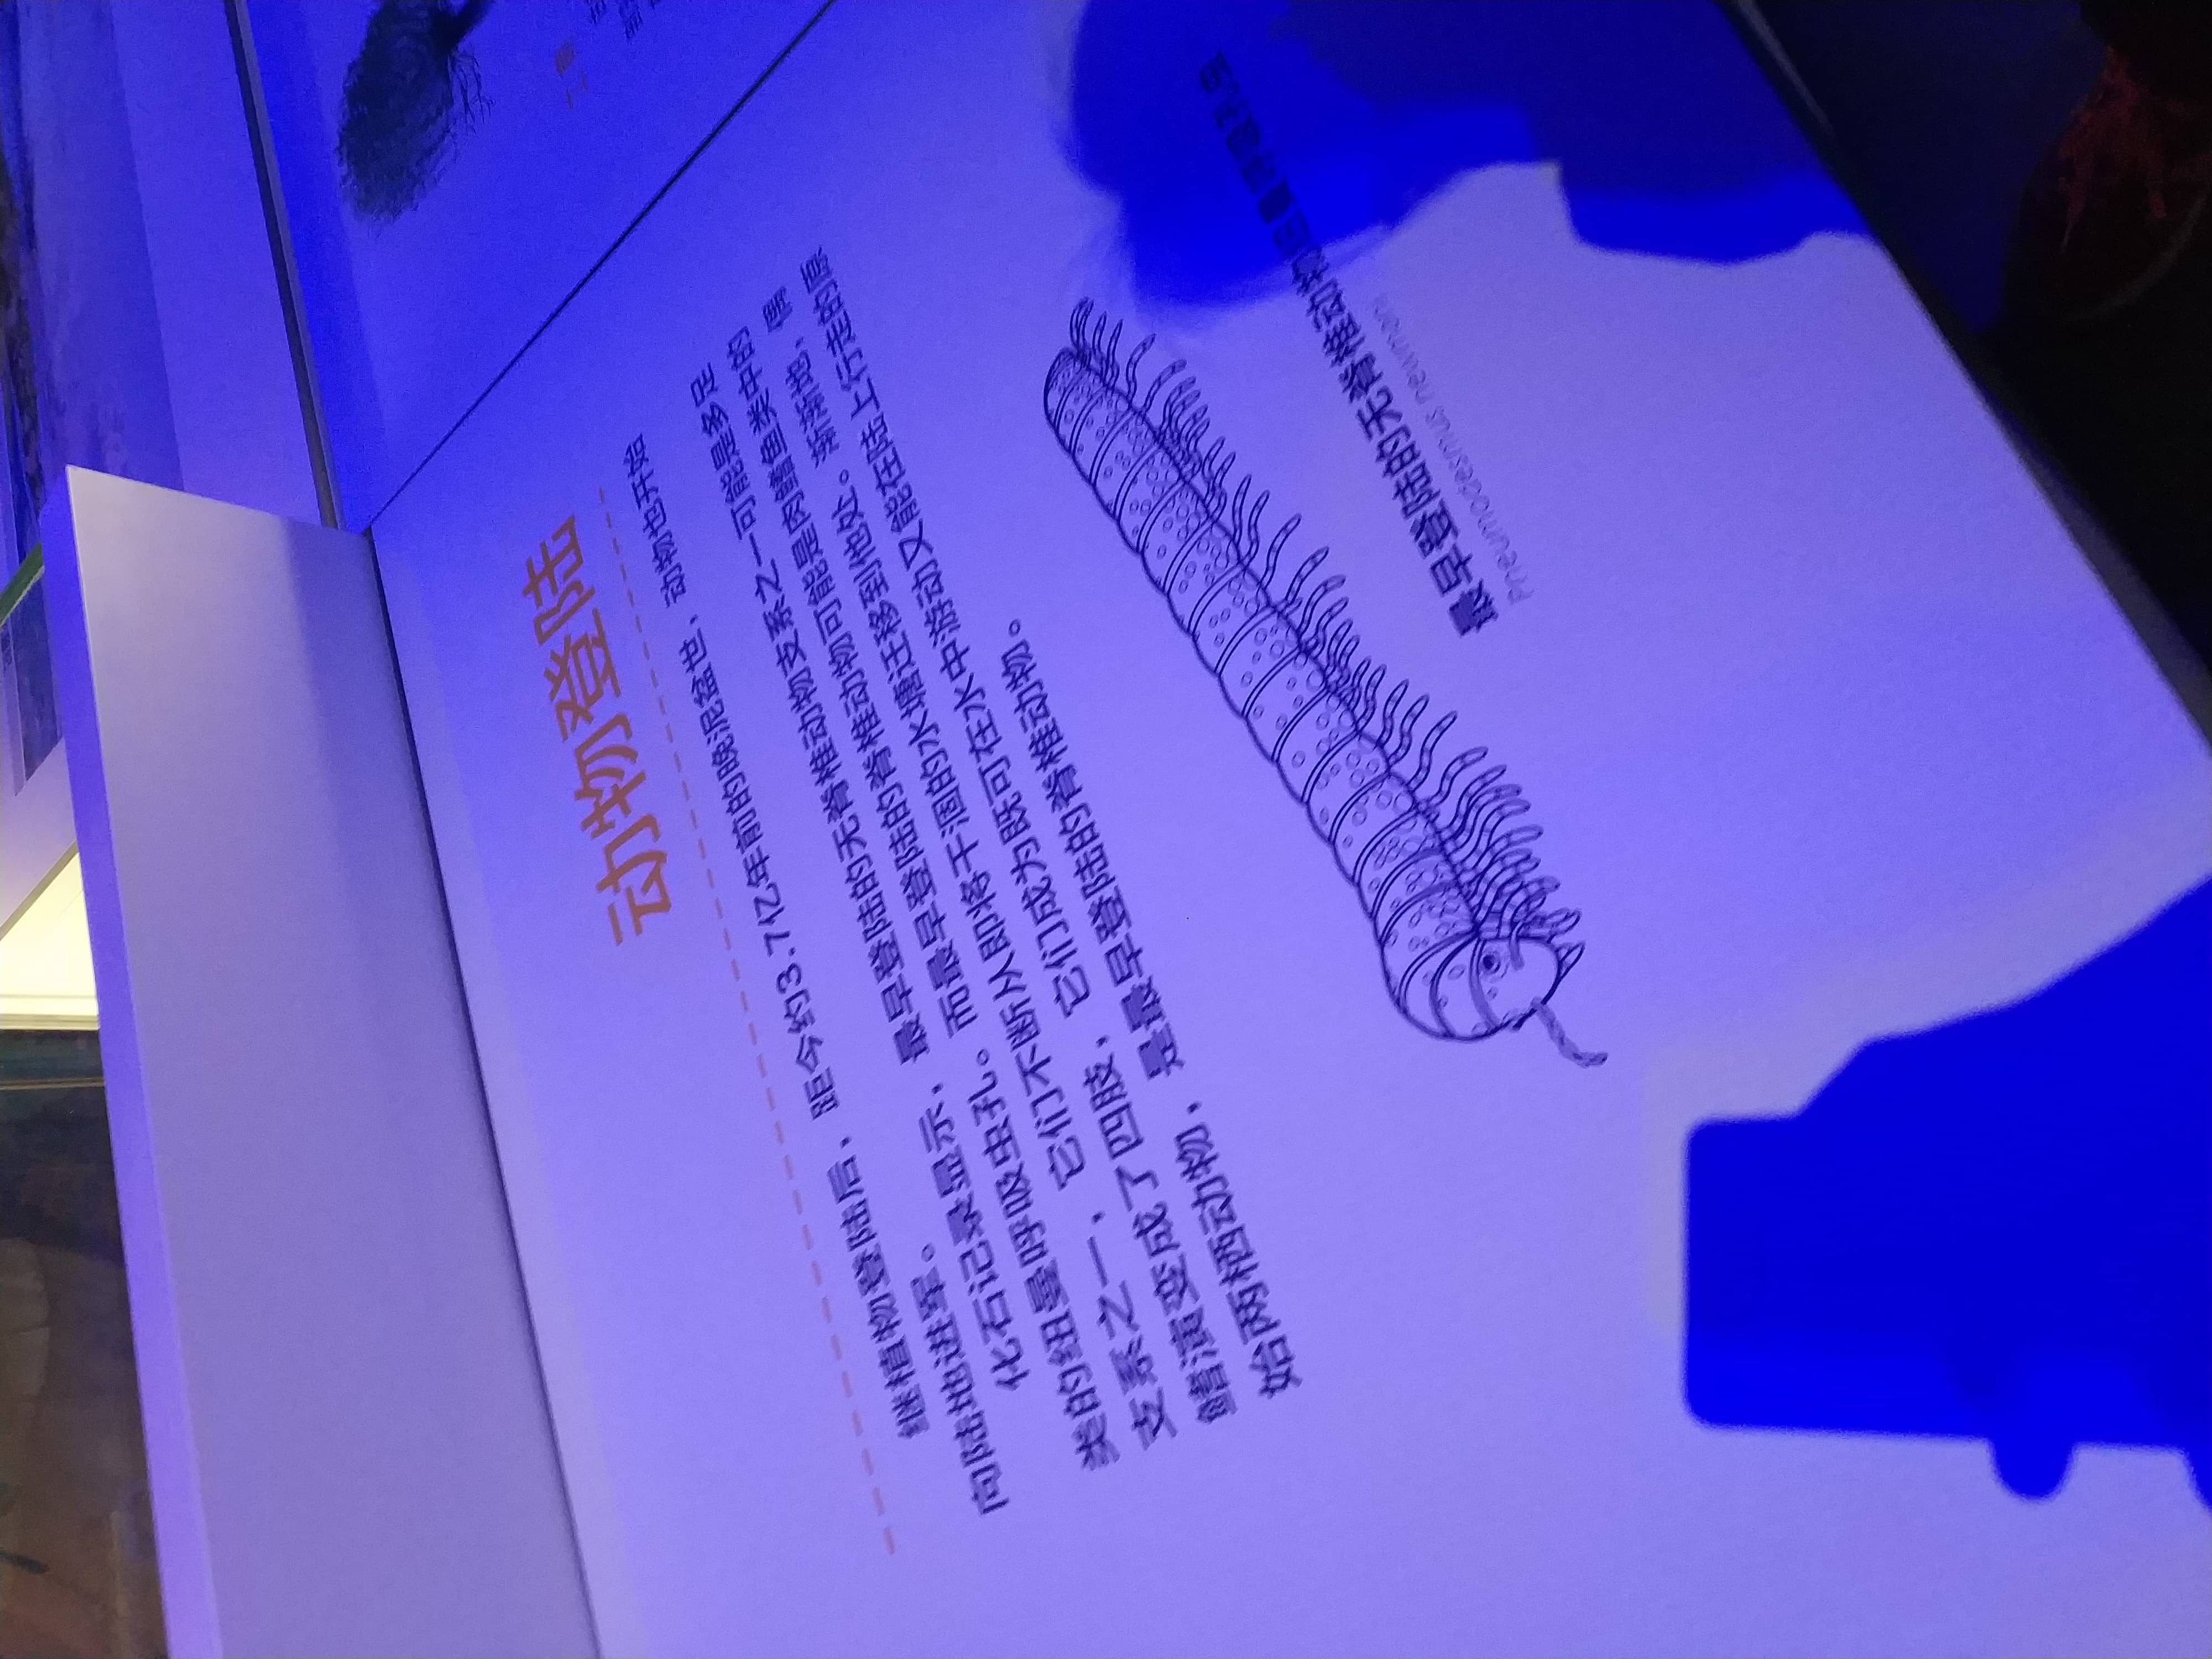 动物登陆
继植物登陆后，距今约3.7亿年前的晚泥盆世，动物也开始
向陆地进军。
化石记录显示，最早登陆的无脊椎动物支系之一可能是多足
类的纽曼呼吸虫孔。而最早登陆的脊椎动物可能是肉鳍鱼类中的
支系之一，它们不断从即将干涸的水塘迁移到他处。渐渐地，偶
鳍演变成了四肢，它们成为既可在水中游动又能在陆上行走的原
始两栖动物，是最早登陆的脊椎动物。
最早登陆的无脊椎动物纽曼呼吸孔虫
Pneumodesmus newmani